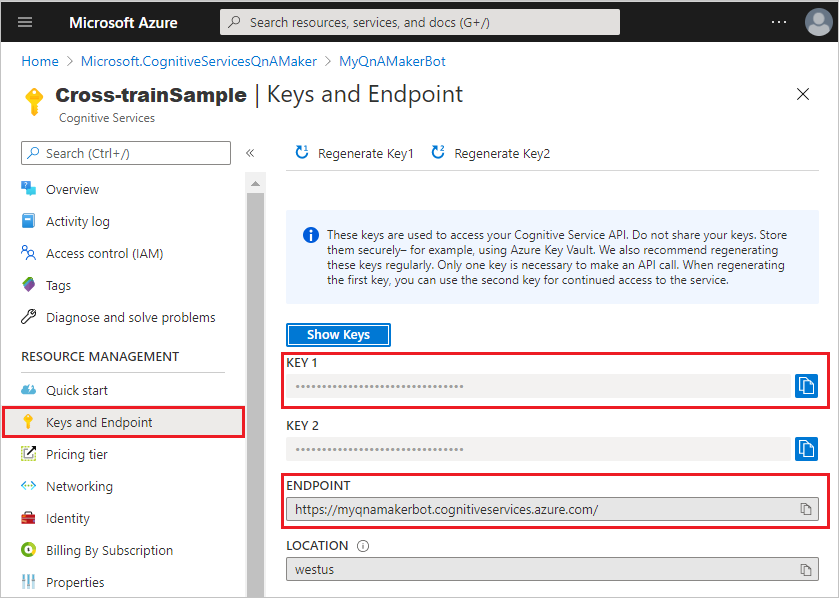 Microsoft Azure
Search resources, services, and docs (G+/)
Home > Microsoft.CognitiveServicesQnAMaker > MyQnAMakerBot
Cross-trainSample | Keys and Endpoint
Cognitive Services
Search (Ctrl+/)
Overview
Activity log
Access control (IAM)
Tags
Diagnose and solve problems
RESOURCE MANAGEMENT
Quick start
Keys and Endpoint
Pricing tier
Networking
Identity
Billing By Subscription
Properties
Regenerate Key1
Regenerate Key2
These keys are used to access your Cognitive Service API. Do not share your keys. Store
them securely– for example, using Azure Key Vault. We also recommend regenerating
these keys regularly. Only one key is necessary to make an API call. When regenerating
the first key, you can use the second key for continued access to the service.
Show Keys
KEY 1
KEY 2
ENDPOINT
https://myqnamakerbot.cognitiveservices.azure.com/
LOCATION
westus